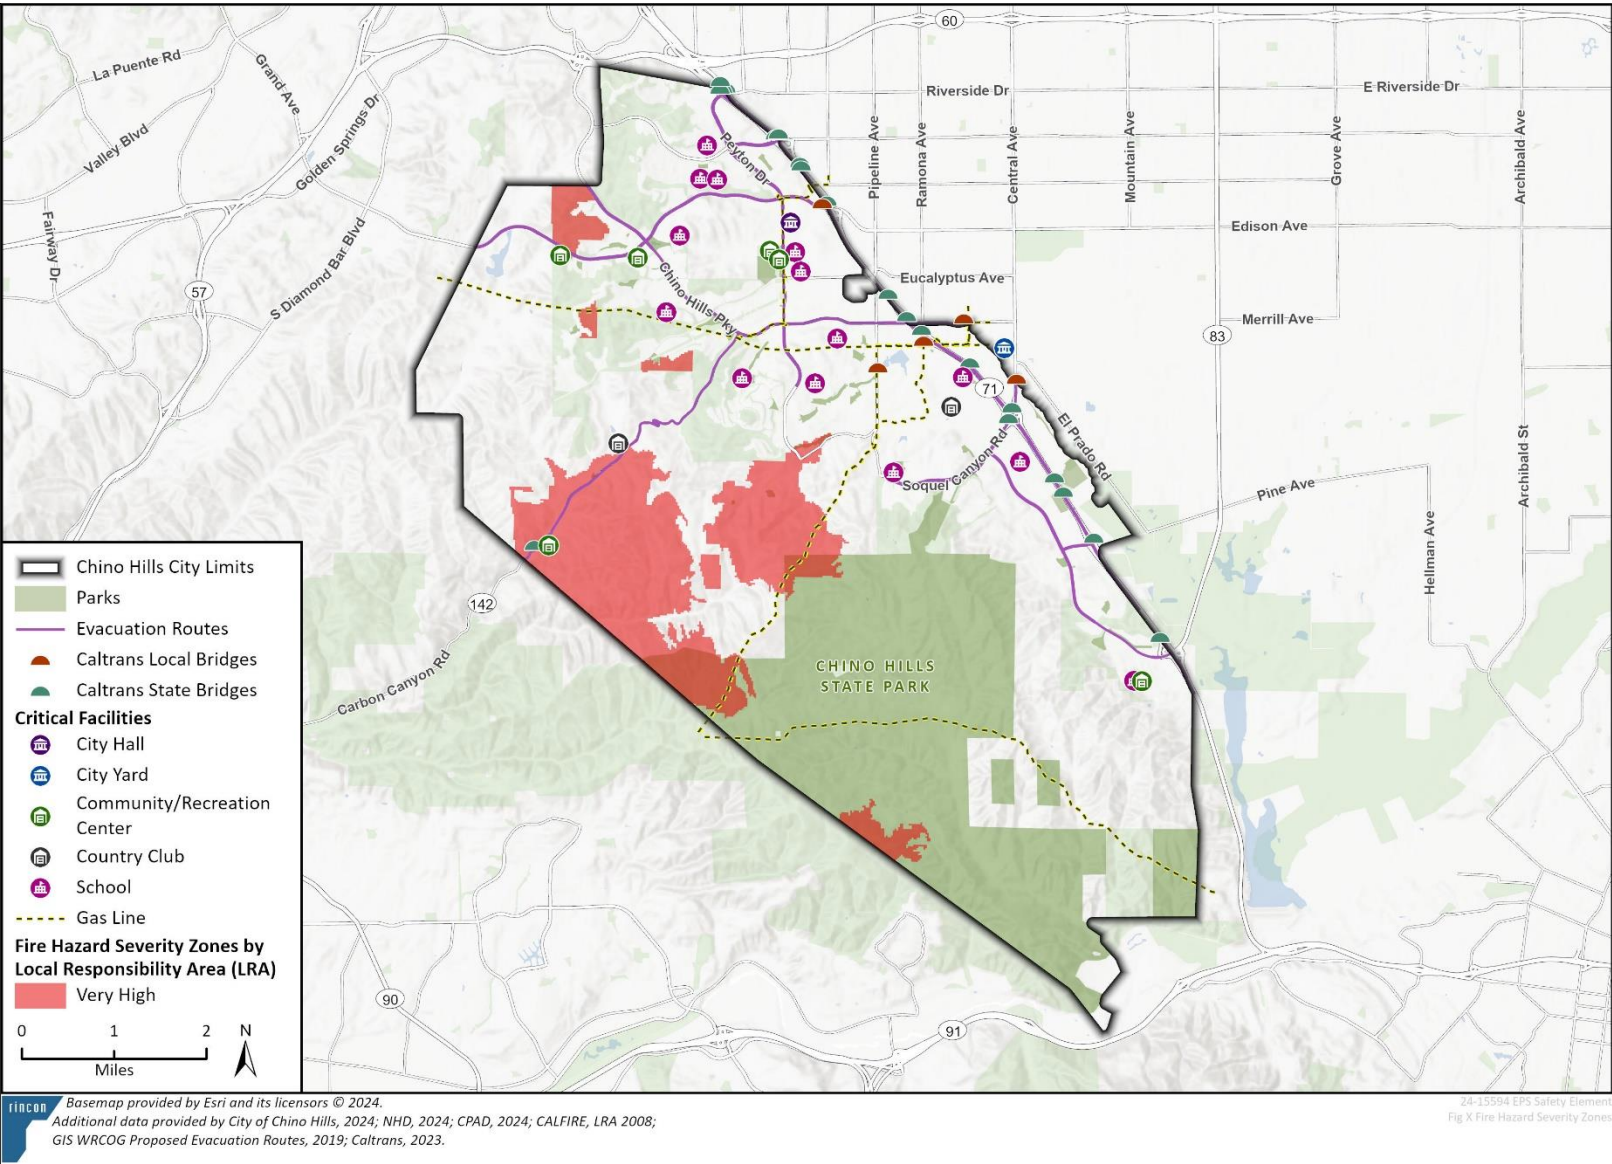 60
La Puente Rd
Grand Ave
Golden Springs Dr
Valley Blvd
Fairway Dr
S Diamond Bar Blvd
57
Riverside Dr
E Riverside Dr
Peyton Dr
Pipeline Ave
Ramona Ave
Central Ave
Mountain Ave
Grove Ave
Archibald Ave
Edison Ave
Eucalyptus Ave
Chino Hills Pky
Merrill Ave
83
71
El Prado Rd
Soquel Canyon Rd
Pine Ave
Hellman Ave
Archibald St
142
Carbon Canyon Rd
CHINO HILLS
STATE PARK
90
91
Chino Hills City Limits
Parks
Evacuation Routes
Caltrans Local Bridges
Caltrans State Bridges
Critical Facilities
City Hall
City Yard
Community/Recreation
Center
Country Club
School
Gas Line
Fire Hazard Severity Zones by
Local Responsibility Area (LRA)
Very High
0 1 2 N
Miles
rincon
Basemap provided by Esri and its licensors © 2024.
Additional data provided by City of Chino Hills, 2024; NHD, 2024; CPAD, 2024; CALFIRE, LRA 2008;
GIS WRCOG Proposed Evacuation Routes, 2019; Caltrans, 2023.
24-15594 EPS Safety Element
Fig X Fire Hazard Severity Zones